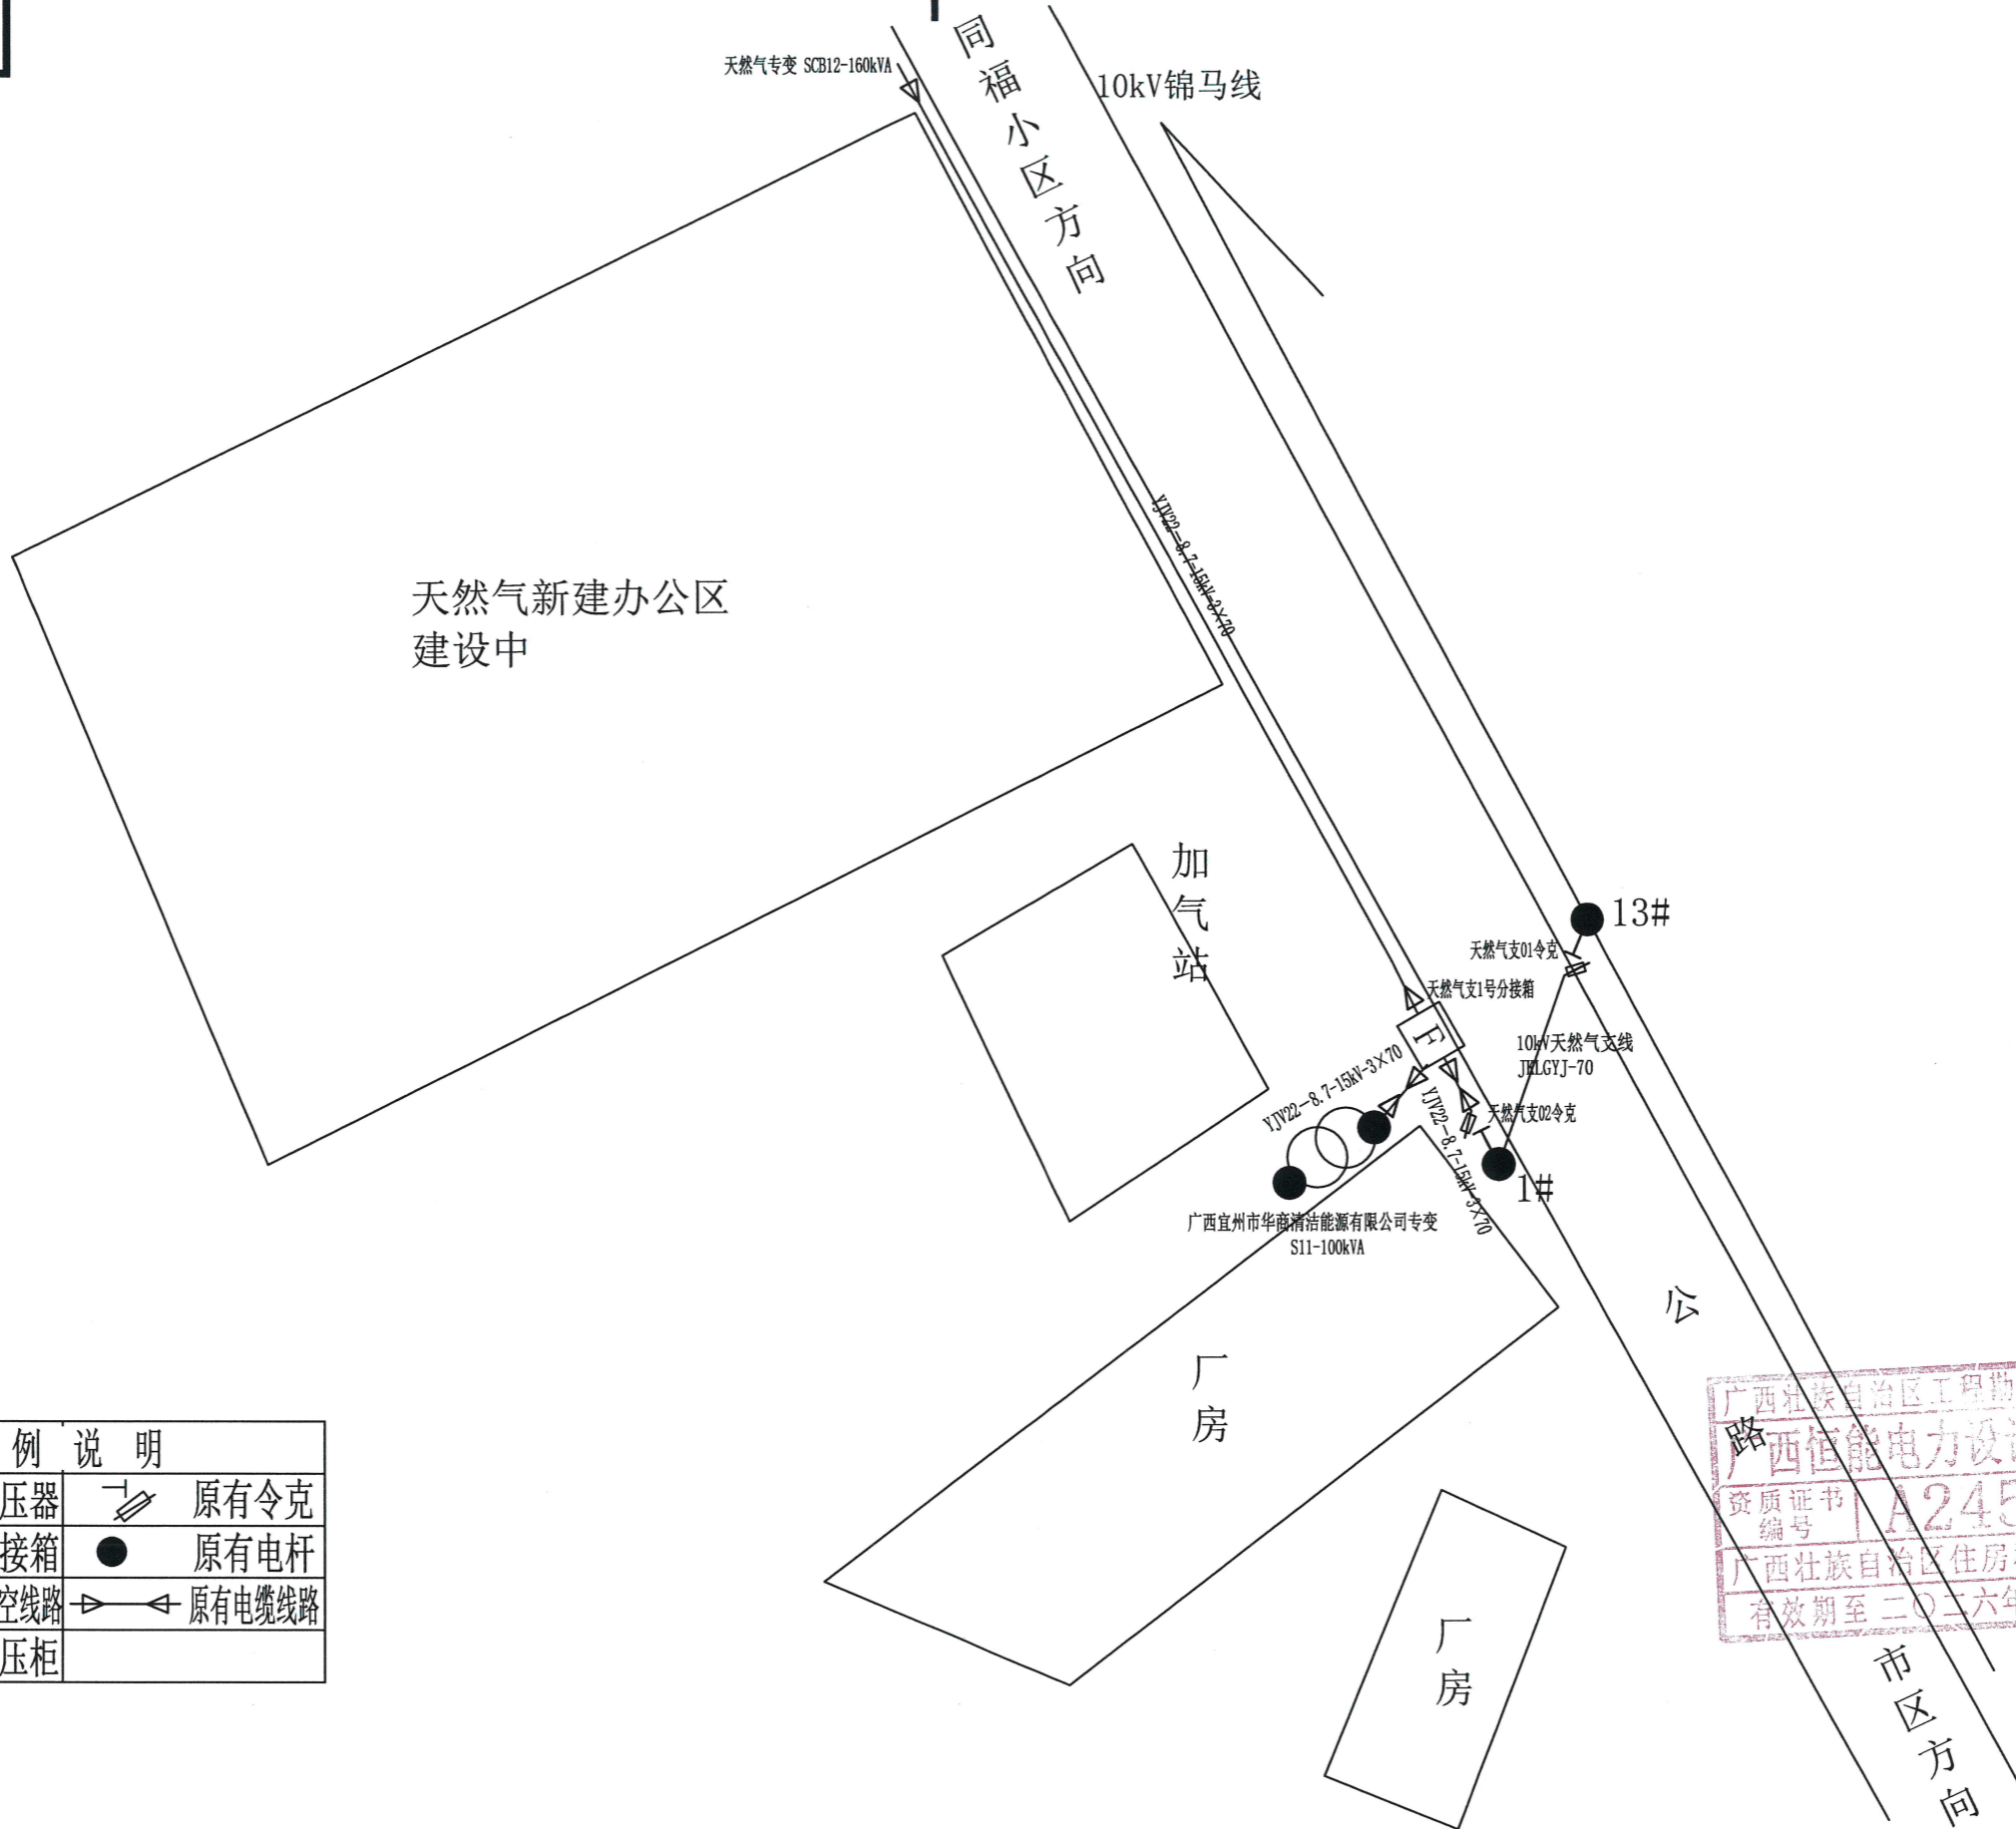 天然气专变 SCB12-160kVA
同福小区方向
10kV锦马线
YJV22-8.7-15kV-3×70
天然气新建办公区
建设中
加气站
13#
天然气支01令克
天然气支1号分接箱
F
10kV天然气支线
JKLGYJ-70
YJV22-8.7-15kV-3×70
YJV22-8.7-15kV-3×70
天然气支02令克
1#
广西宜州市华商清洁能源有限公司专变
S11-100kVA
公路
厂房
厂房
市区方向
例 说 明
压器 原有令克
接箱 原有电杆
空线路 原有电缆线路
压柜
广西壮族自治区工程勘
广西恒能电力设
资质证书编号 A245
广西壮族自治区住房
有效期至二〇二六年